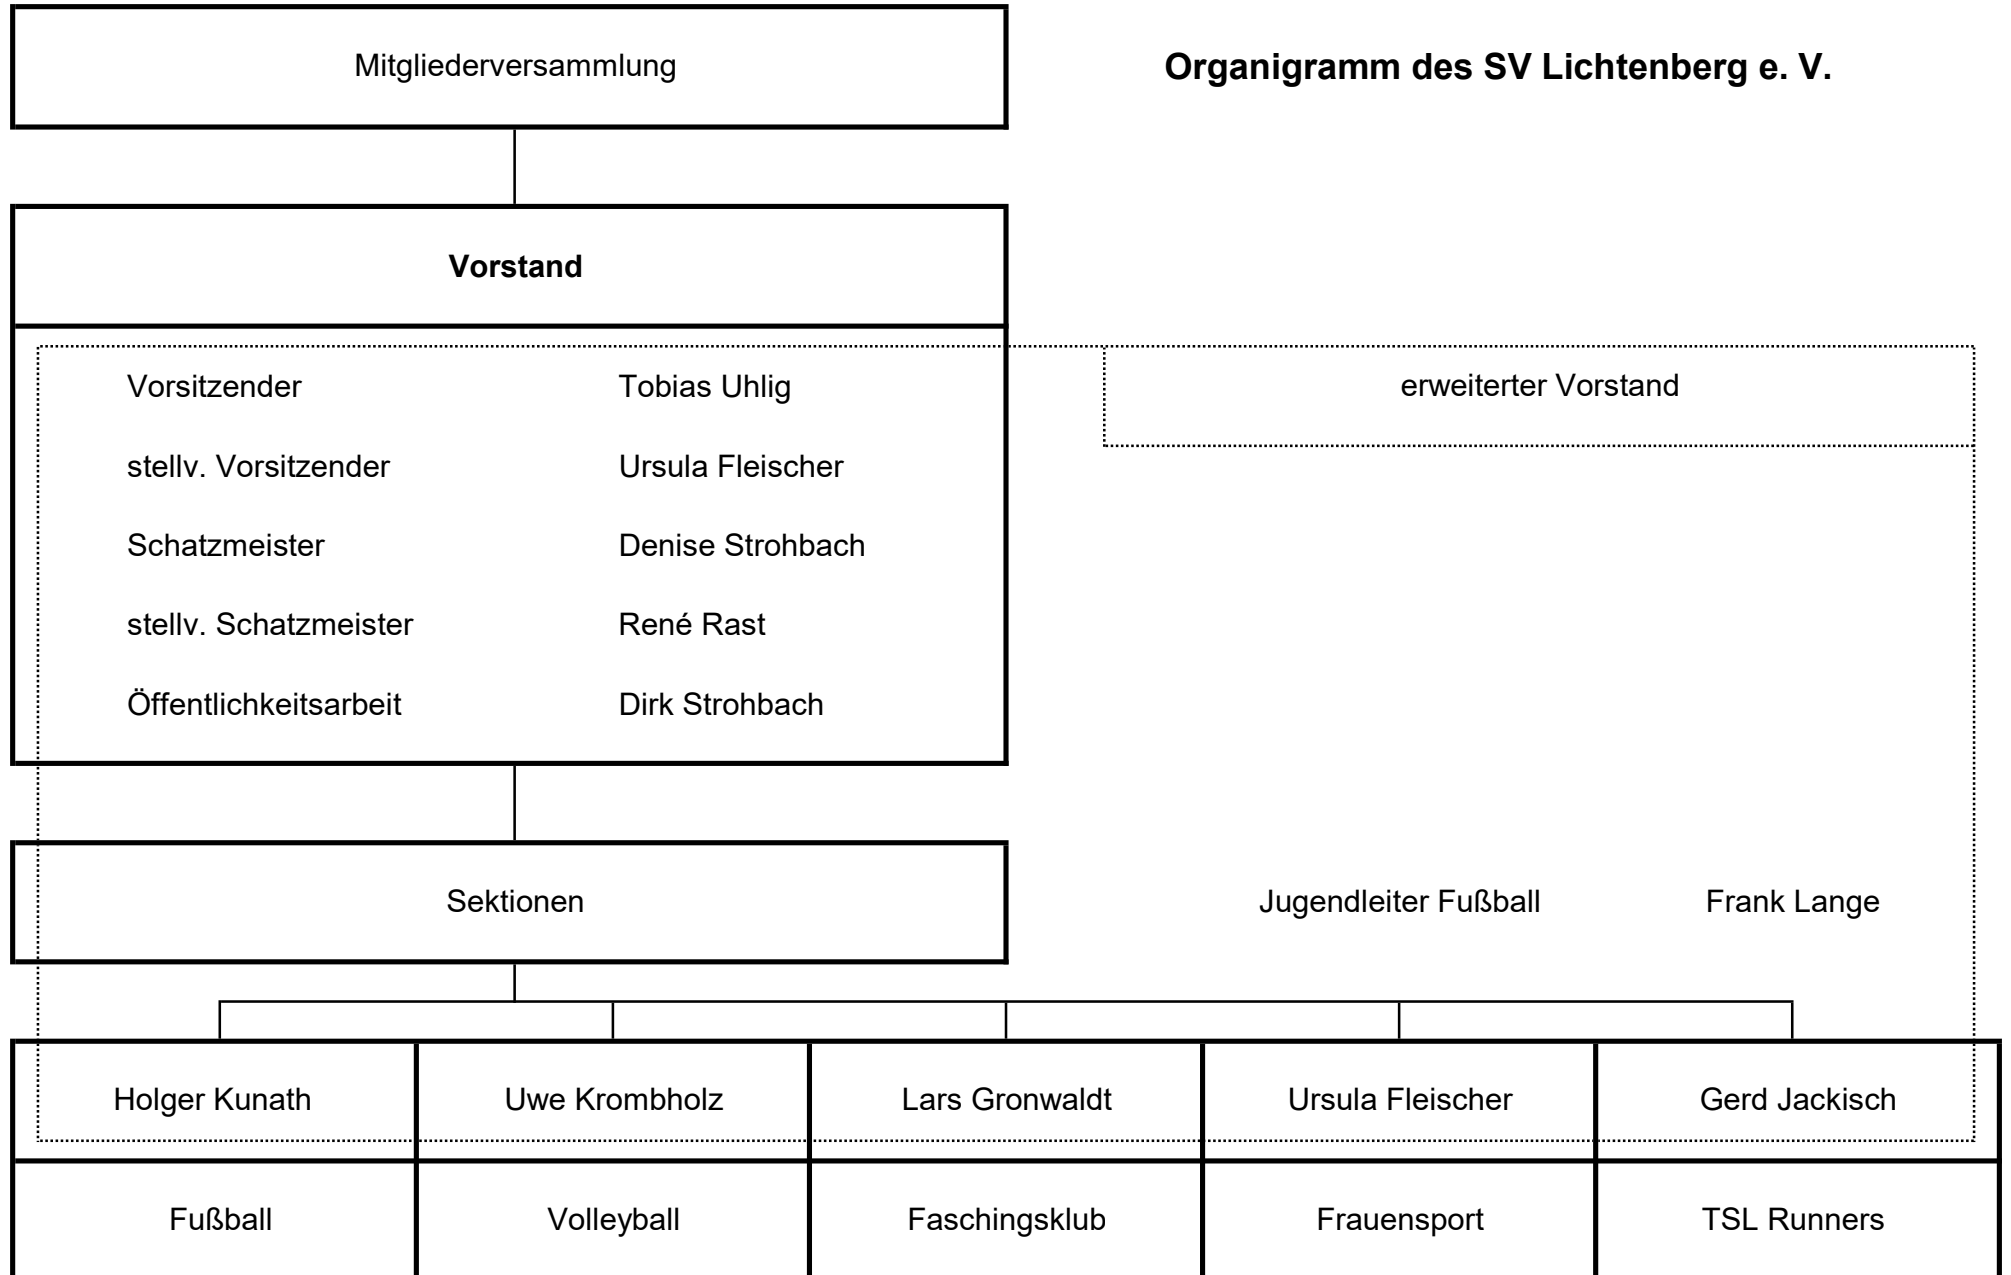 Mitgliederversammlung
Organigramm des SV Lichtenberg e. V.
Vorstand
Vorsitzender Tobias Uhlig
erweiterter Vorstand
stellv. Vorsitzender Ursula Fleischer
Schatzmeister Denise Strohbach
stellv. Schatzmeister René Rast
Öffentlichkeitsarbeit Dirk Strohbach
Sektionen
Jugendleiter Fußball Frank Lange
Holger Kunath Uwe Krombholz Lars Gronwaldt Ursula Fleischer Gerd Jackisch
Fußball Volleyball Faschingsklub Frauensport TSL Runners